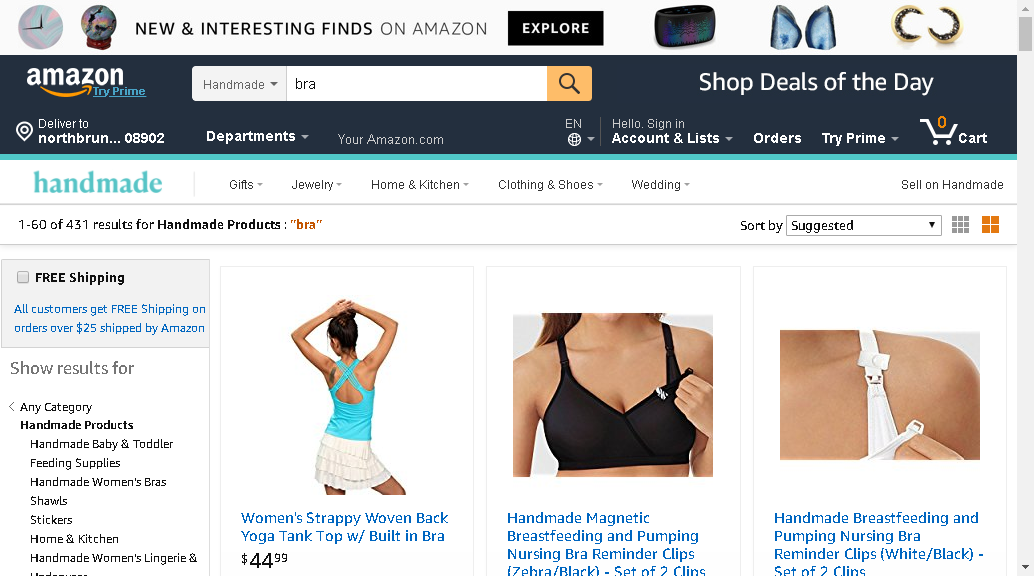 NEW & INTERESTING FINDS ON AMAZON EXPLORE
amazon
Try Prime
Handmade
bra
Shop Deals of the Day
Deliver to
northbrun... 08902
Departments
Your Amazon.com
EN
Hello. Sign in
Account & Lists
Orders
Try Prime
0
Cart
handmade
Gifts
Jewelry
Home & Kitchen
Clothing & Shoes
Wedding
Sell on Handmade
1-60 of 431 results for Handmade Products : "bra"
Sort by Suggested
FREE Shipping
All customers get FREE Shipping on
orders over $25 shipped by Amazon
Show results for
Any Category
Handmade Products
Handmade Baby & Toddler
Feeding Supplies
Handmade Women's Bras
Shawls
Stickers
Home & Kitchen
Handmade Women's Lingerie &
Women's Strappy Woven Back
Yoga Tank Top w/ Built in Bra
$44.99
Handmade Magnetic
Breastfeeding and Pumping
Nursing Bra Reminder Clips
(Zebra/Black) - Set of 2 Clips
Handmade Breastfeeding and
Pumping Nursing Bra
Reminder Clips (White/Black) -
Set of 2 Clips